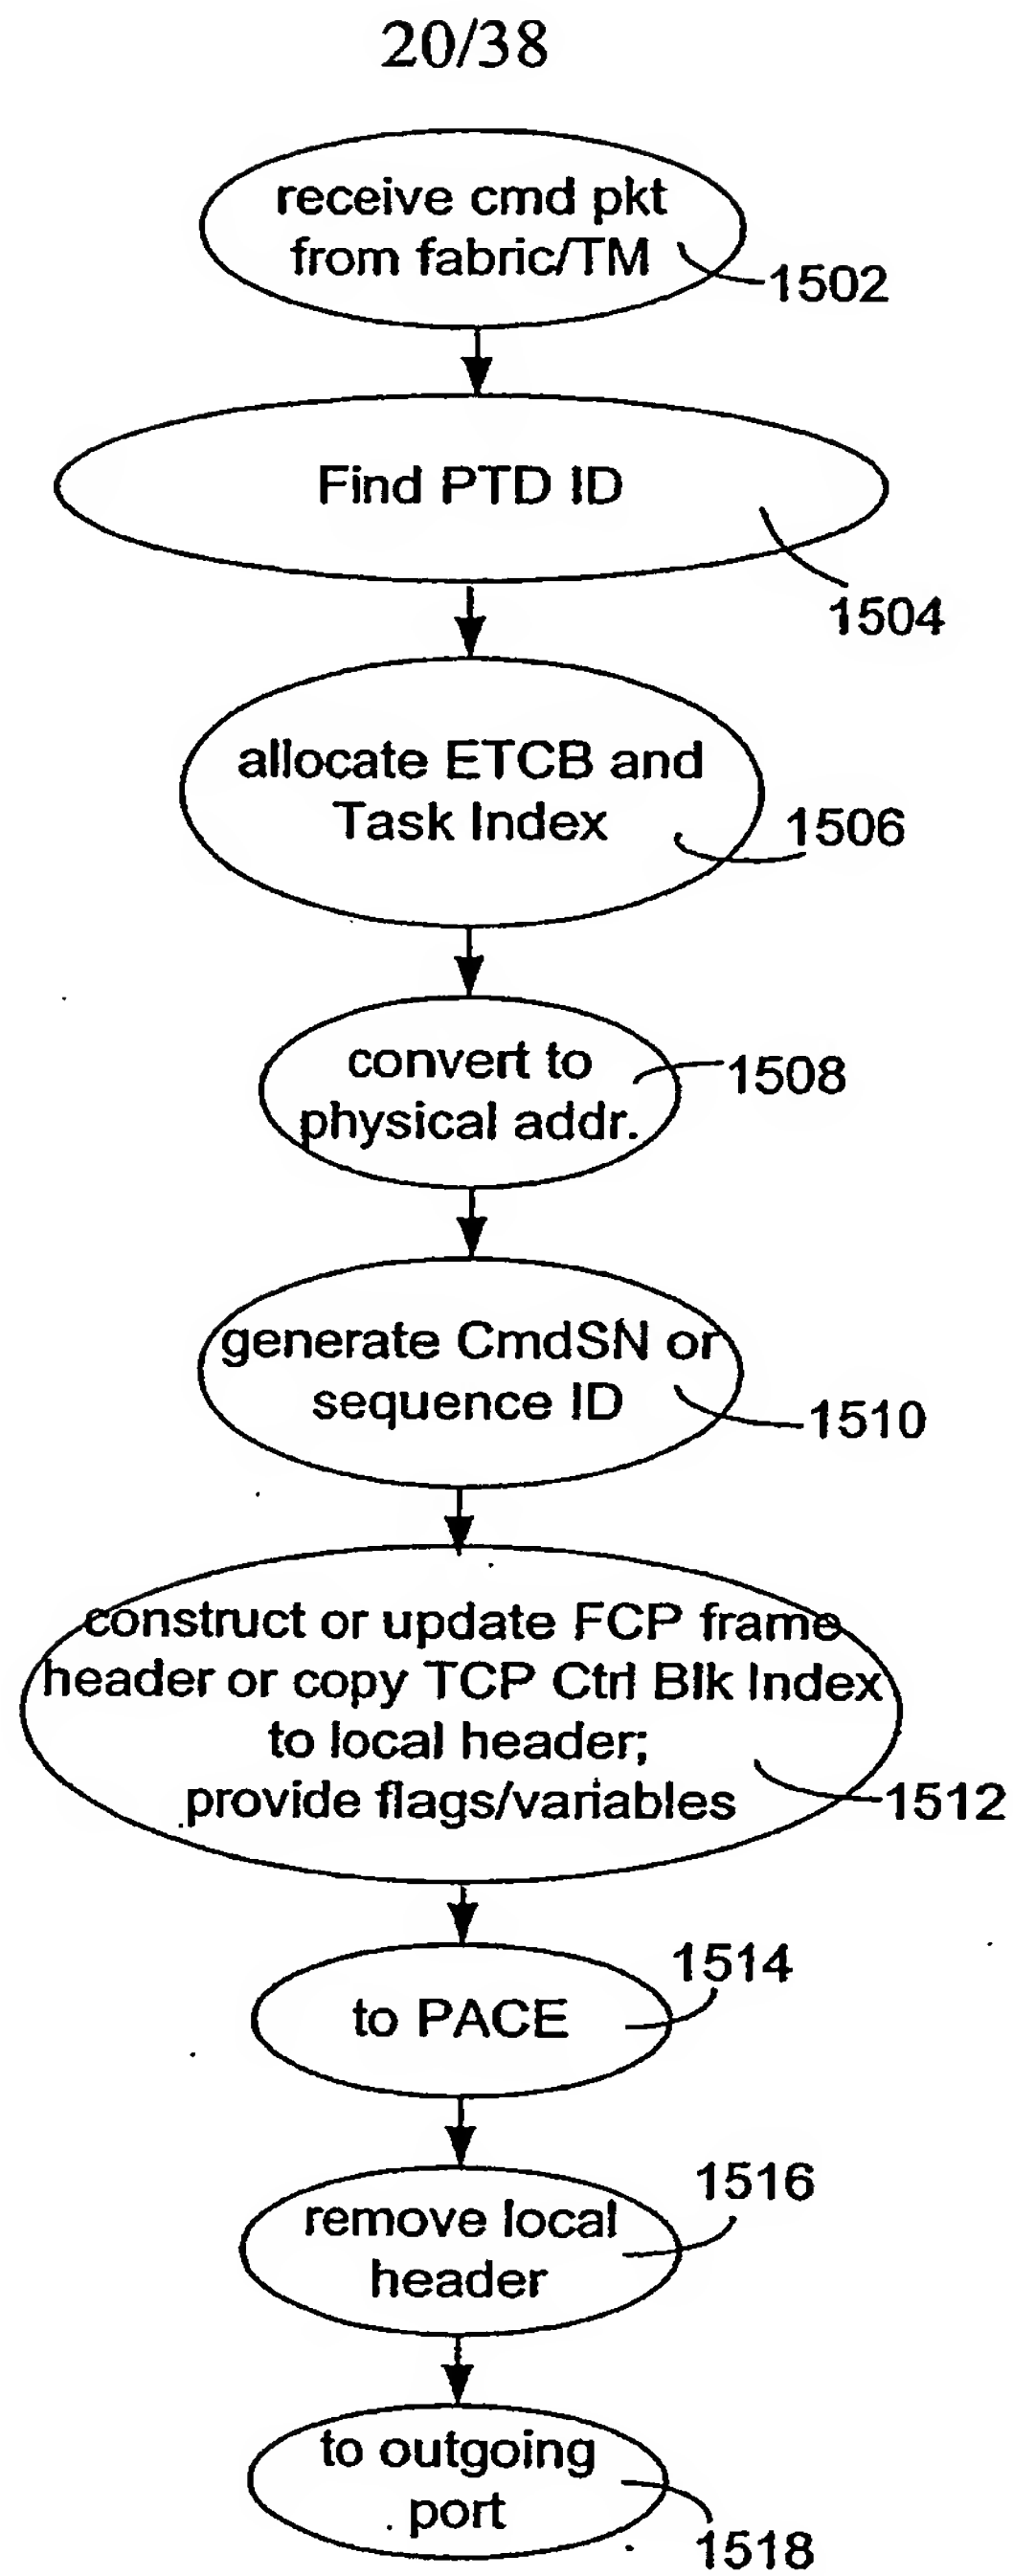 20/38
receive cmd pkt
from fabric/TM
1502
Find PTD ID
1504
allocate ETCB and
Task Index
1506
convert to
physical addr.
1508
generate CmdSN or
sequence ID
1510
construct or update FCP frame
header or copy TCP Ctrl Blk Index
to local header;
provide flags/variables
1512
to PACE
1514
remove local
header
1516
to outgoing
port
1518